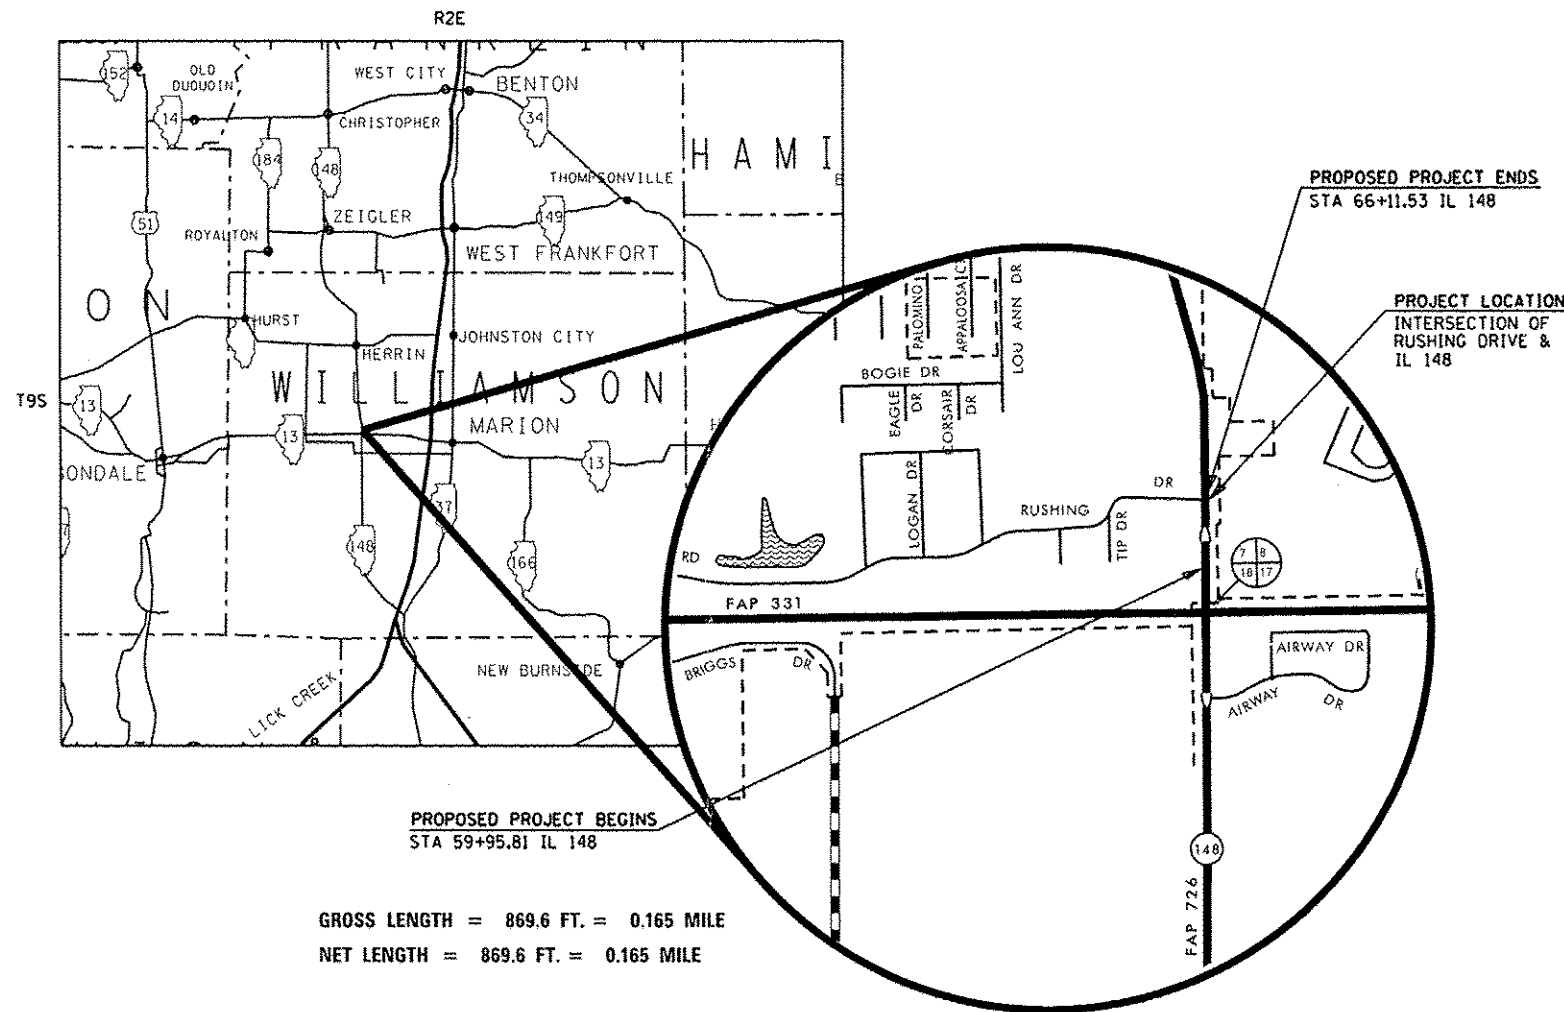 R2E
152
OLD
DUQUOIN
WEST CITY
BENTON
14
CHRISTOPHER
34
184
148
HAMI
THOMPSONVILLE
51
ZEIGLER
149
ROYALTON
WEST FRANKFORT
PROPOSED PROJECT ENDS
STA 66+11.53 IL 148
PROJECT LOCATION
INTERSECTION OF
RUSHING DRIVE &
IL 148
ON
HURST
HERRIN
JOHNSTON CITY
WILLIAMSON
T9S
13
13
MARION
13
ONDALE
37
148
166
NEW BURNSIDE
LICK CREEK
PALOMINO
APPALOOSA
LOU ANN DR
BOGIE DR
EAGLE DR
CORSAIR DR
LOGAN DR
RUSHING DR
TIP DR
RD
7 8
18 17
FAP 331
BRIGGS DR
AIRWAY DR
AIRWAY DR
148
FAP 726
PROPOSED PROJECT BEGINS
STA 59+95.81 IL 148
GROSS LENGTH = 869.6 FT. = 0.165 MILE
NET LENGTH = 869.6 FT. = 0.165 MILE